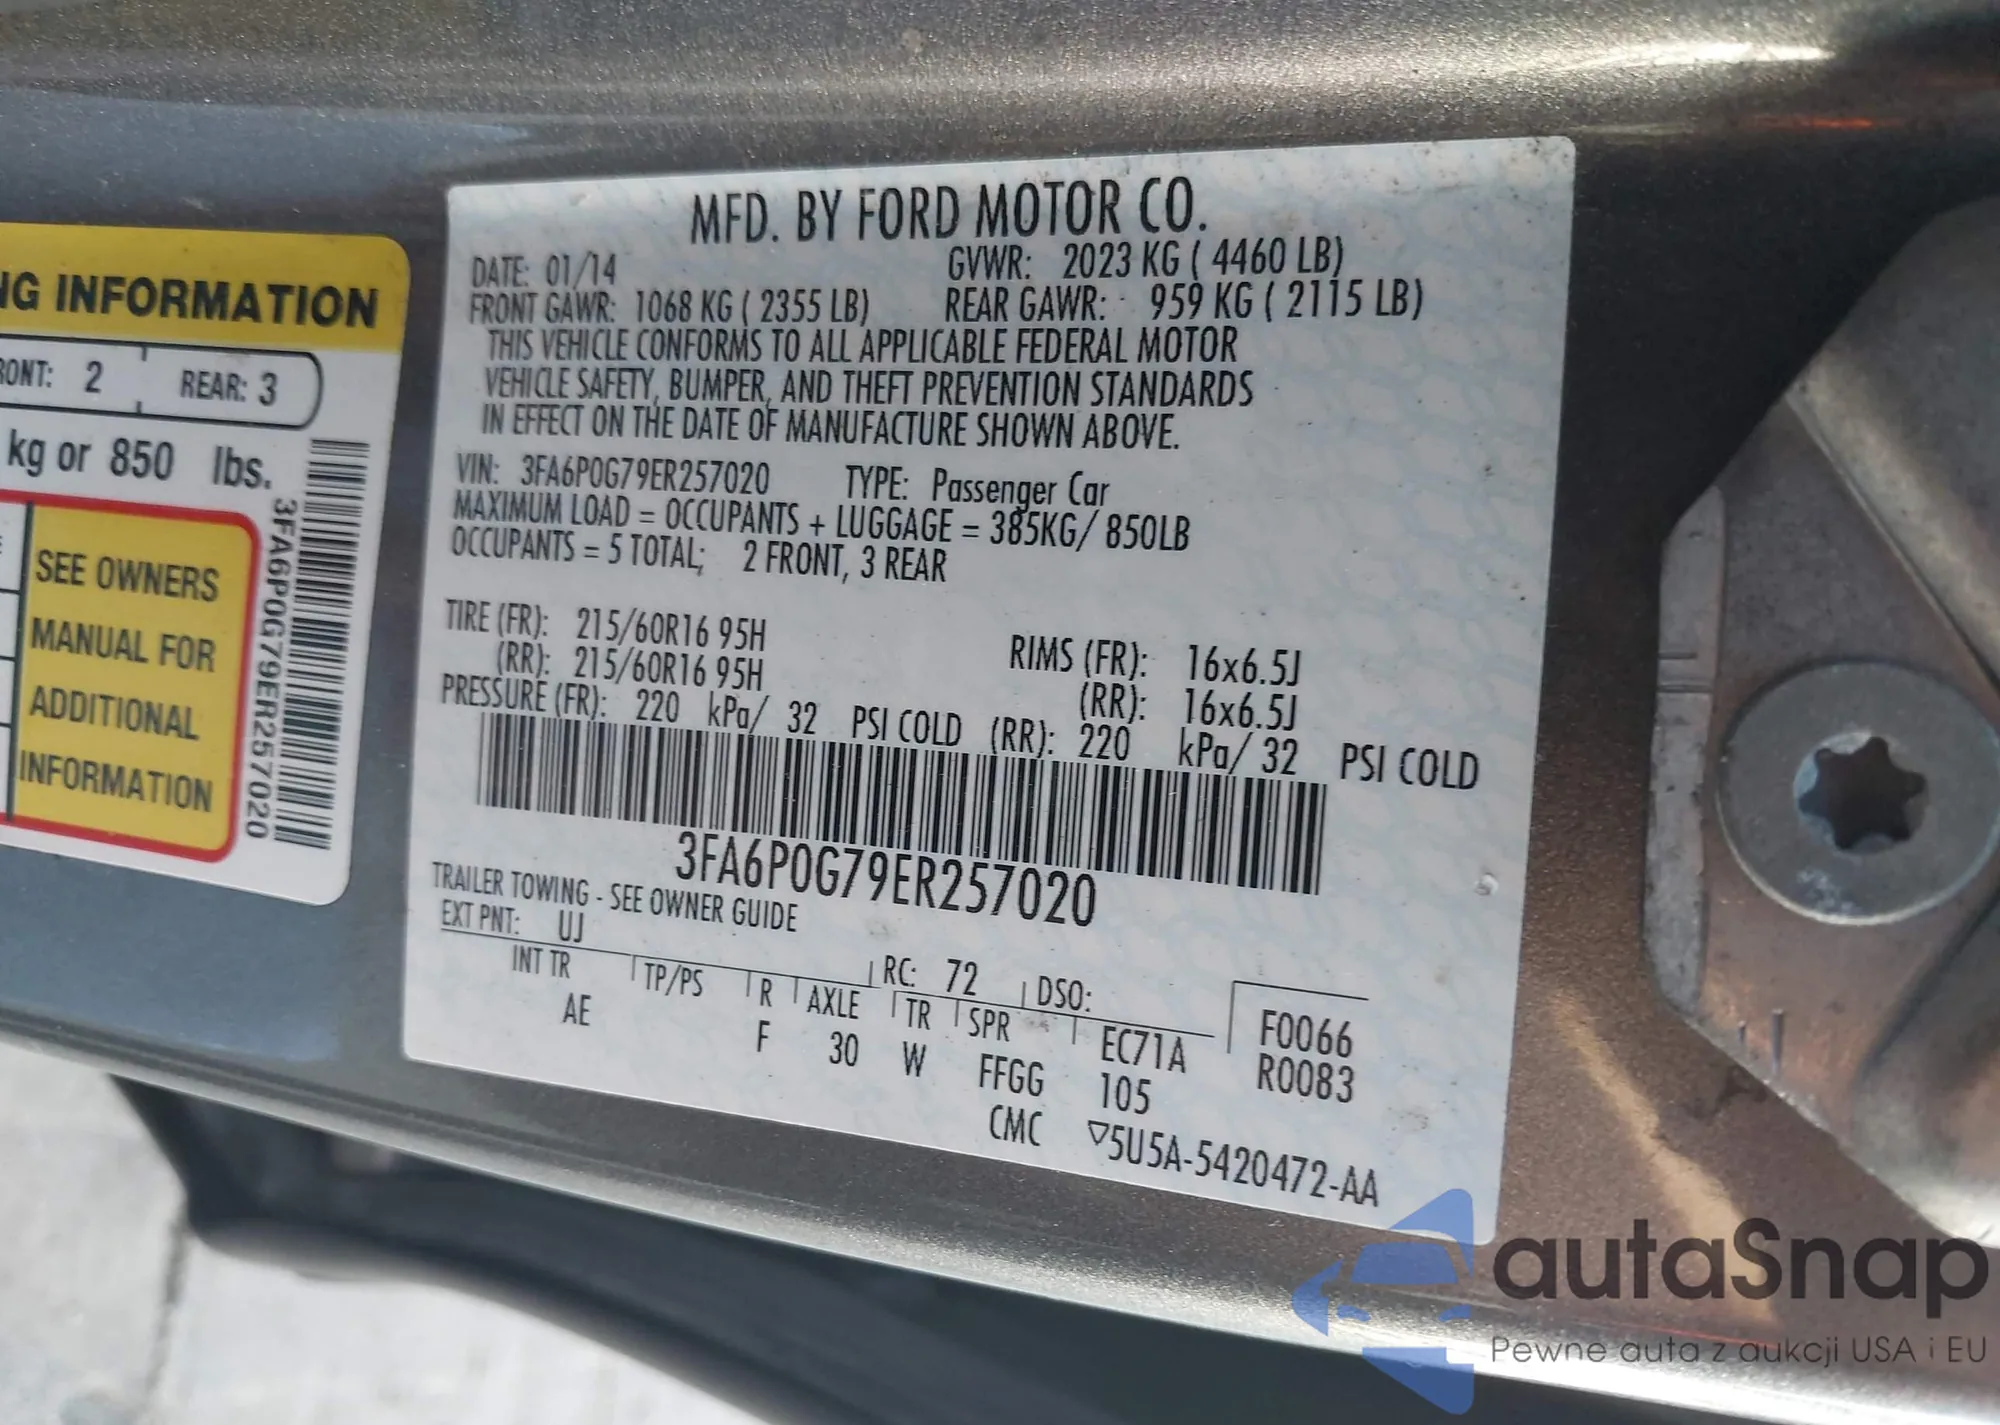 NG INFORMATION
RONT: 2 REAR: 3
kg or 850 lbs.
SEE OWNERS
MANUAL FOR
ADDITIONAL
INFORMATION
3FA6P0G79ER257020
MFD. BY FORD MOTOR CO.
DATE: 01/14 GVWR: 2023 KG ( 4460 LB)
FRONT GAWR: 1068 KG ( 2355 LB) REAR GAWR: 959 KG ( 2115 LB)
THIS VEHICLE CONFORMS TO ALL APPLICABLE FEDERAL MOTOR
VEHICLE SAFETY, BUMPER, AND THEFT PREVENTION STANDARDS
IN EFFECT ON THE DATE OF MANUFACTURE SHOWN ABOVE.
VIN: 3FA6P0G79ER257020 TYPE: Passenger Car
MAXIMUM LOAD = OCCUPANTS + LUGGAGE = 385KG/ 850LB
OCCUPANTS = 5 TOTAL; 2 FRONT, 3 REAR
TIRE (FR): 215/60R16 95H RIMS (FR): 16x6.5J
(RR): 215/60R16 95H (RR): 16x6.5J
PRESSURE (FR): 220 kPa/ 32 PSI COLD (RR): 220 kPa/ 32 PSI COLD
3FA6P0G79ER257020
TRAILER TOWING - SEE OWNER GUIDE
EXT PNT: UJ RC: 72 DSO:
INT TR TP/PS R AXLE TR SPR EC71A F0066
AE F 30 W FFGG 105 R0083
CMC ▽5U5A-5420472-AA
autaSnap
Pewne auta z aukcji USA i EU